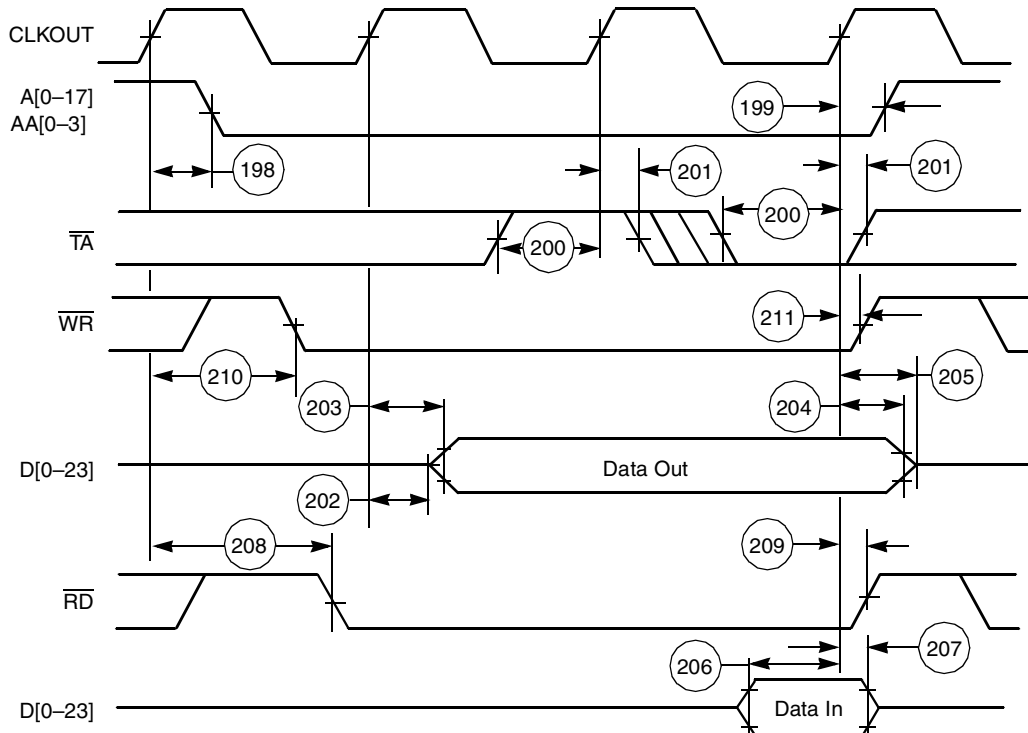 CLKOUT
A[0–17]
AA[0–3]
199
198
201
201
200
TA
200
WR
211
210
205
203
204
D[0–23]
Data Out
202
208
209
RD
206
207
D[0–23]
Data In